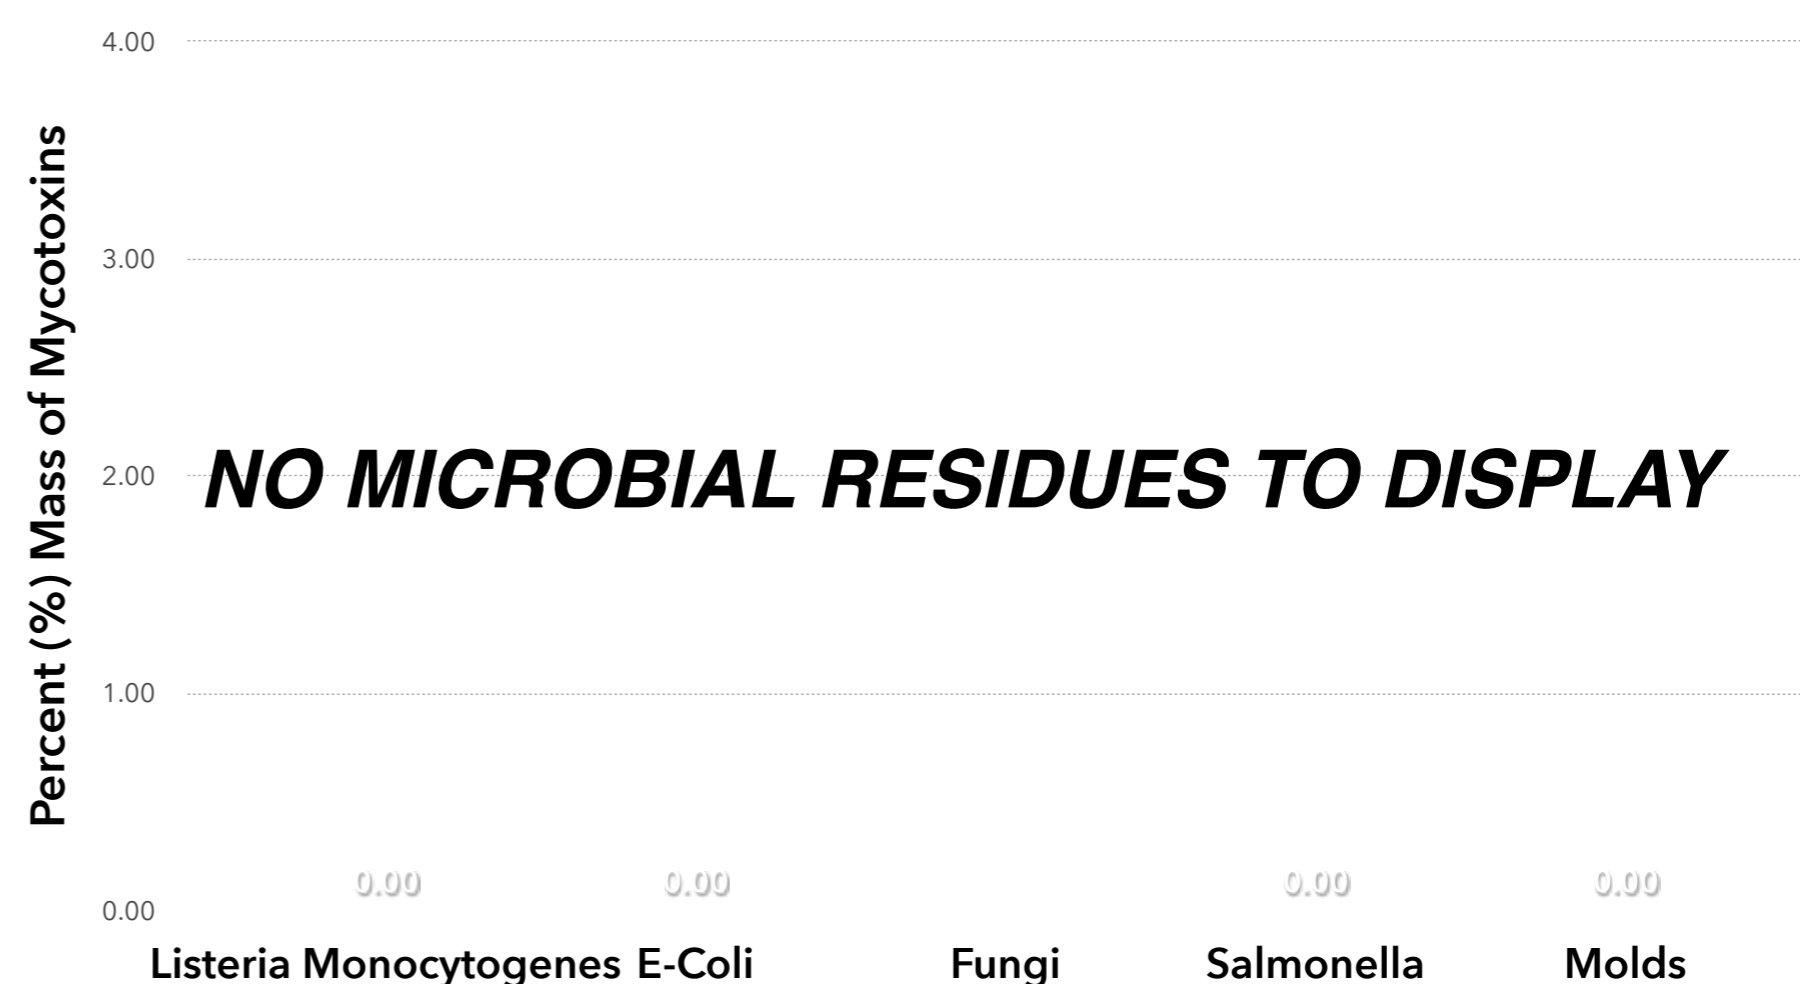 4.00
Percent (%) Mass of Mycotoxins
3.00
2.00
NO MICROBIAL RESIDUES TO DISPLAY
1.00
0.00 0.00 0.00 0.00
0.00
Listeria Monocytogenes E-Coli Fungi Salmonella Molds